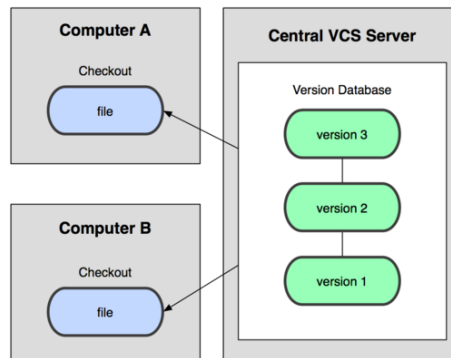 Computer A
Checkout
file
Computer B
Checkout
file
Central VCS Server
Version Database
version 3
version 2
version 1